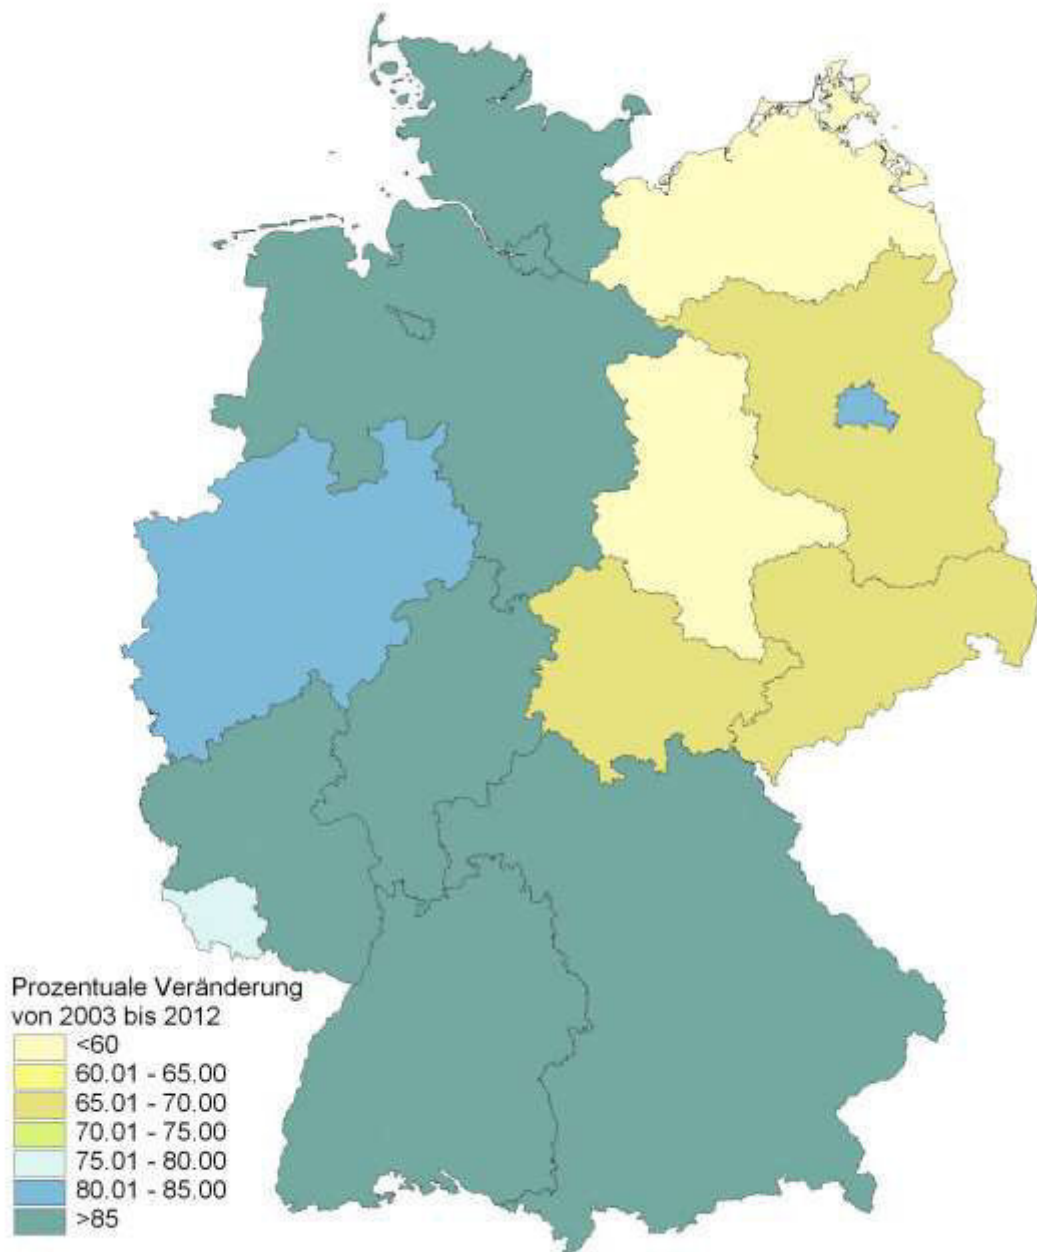 Prozentuale Veränderung
von 2003 bis 2012
<60
60.01 - 65.00
65.01 - 70.00
70.01 - 75.00
75.01 - 80.00
80.01 - 85.00
>85